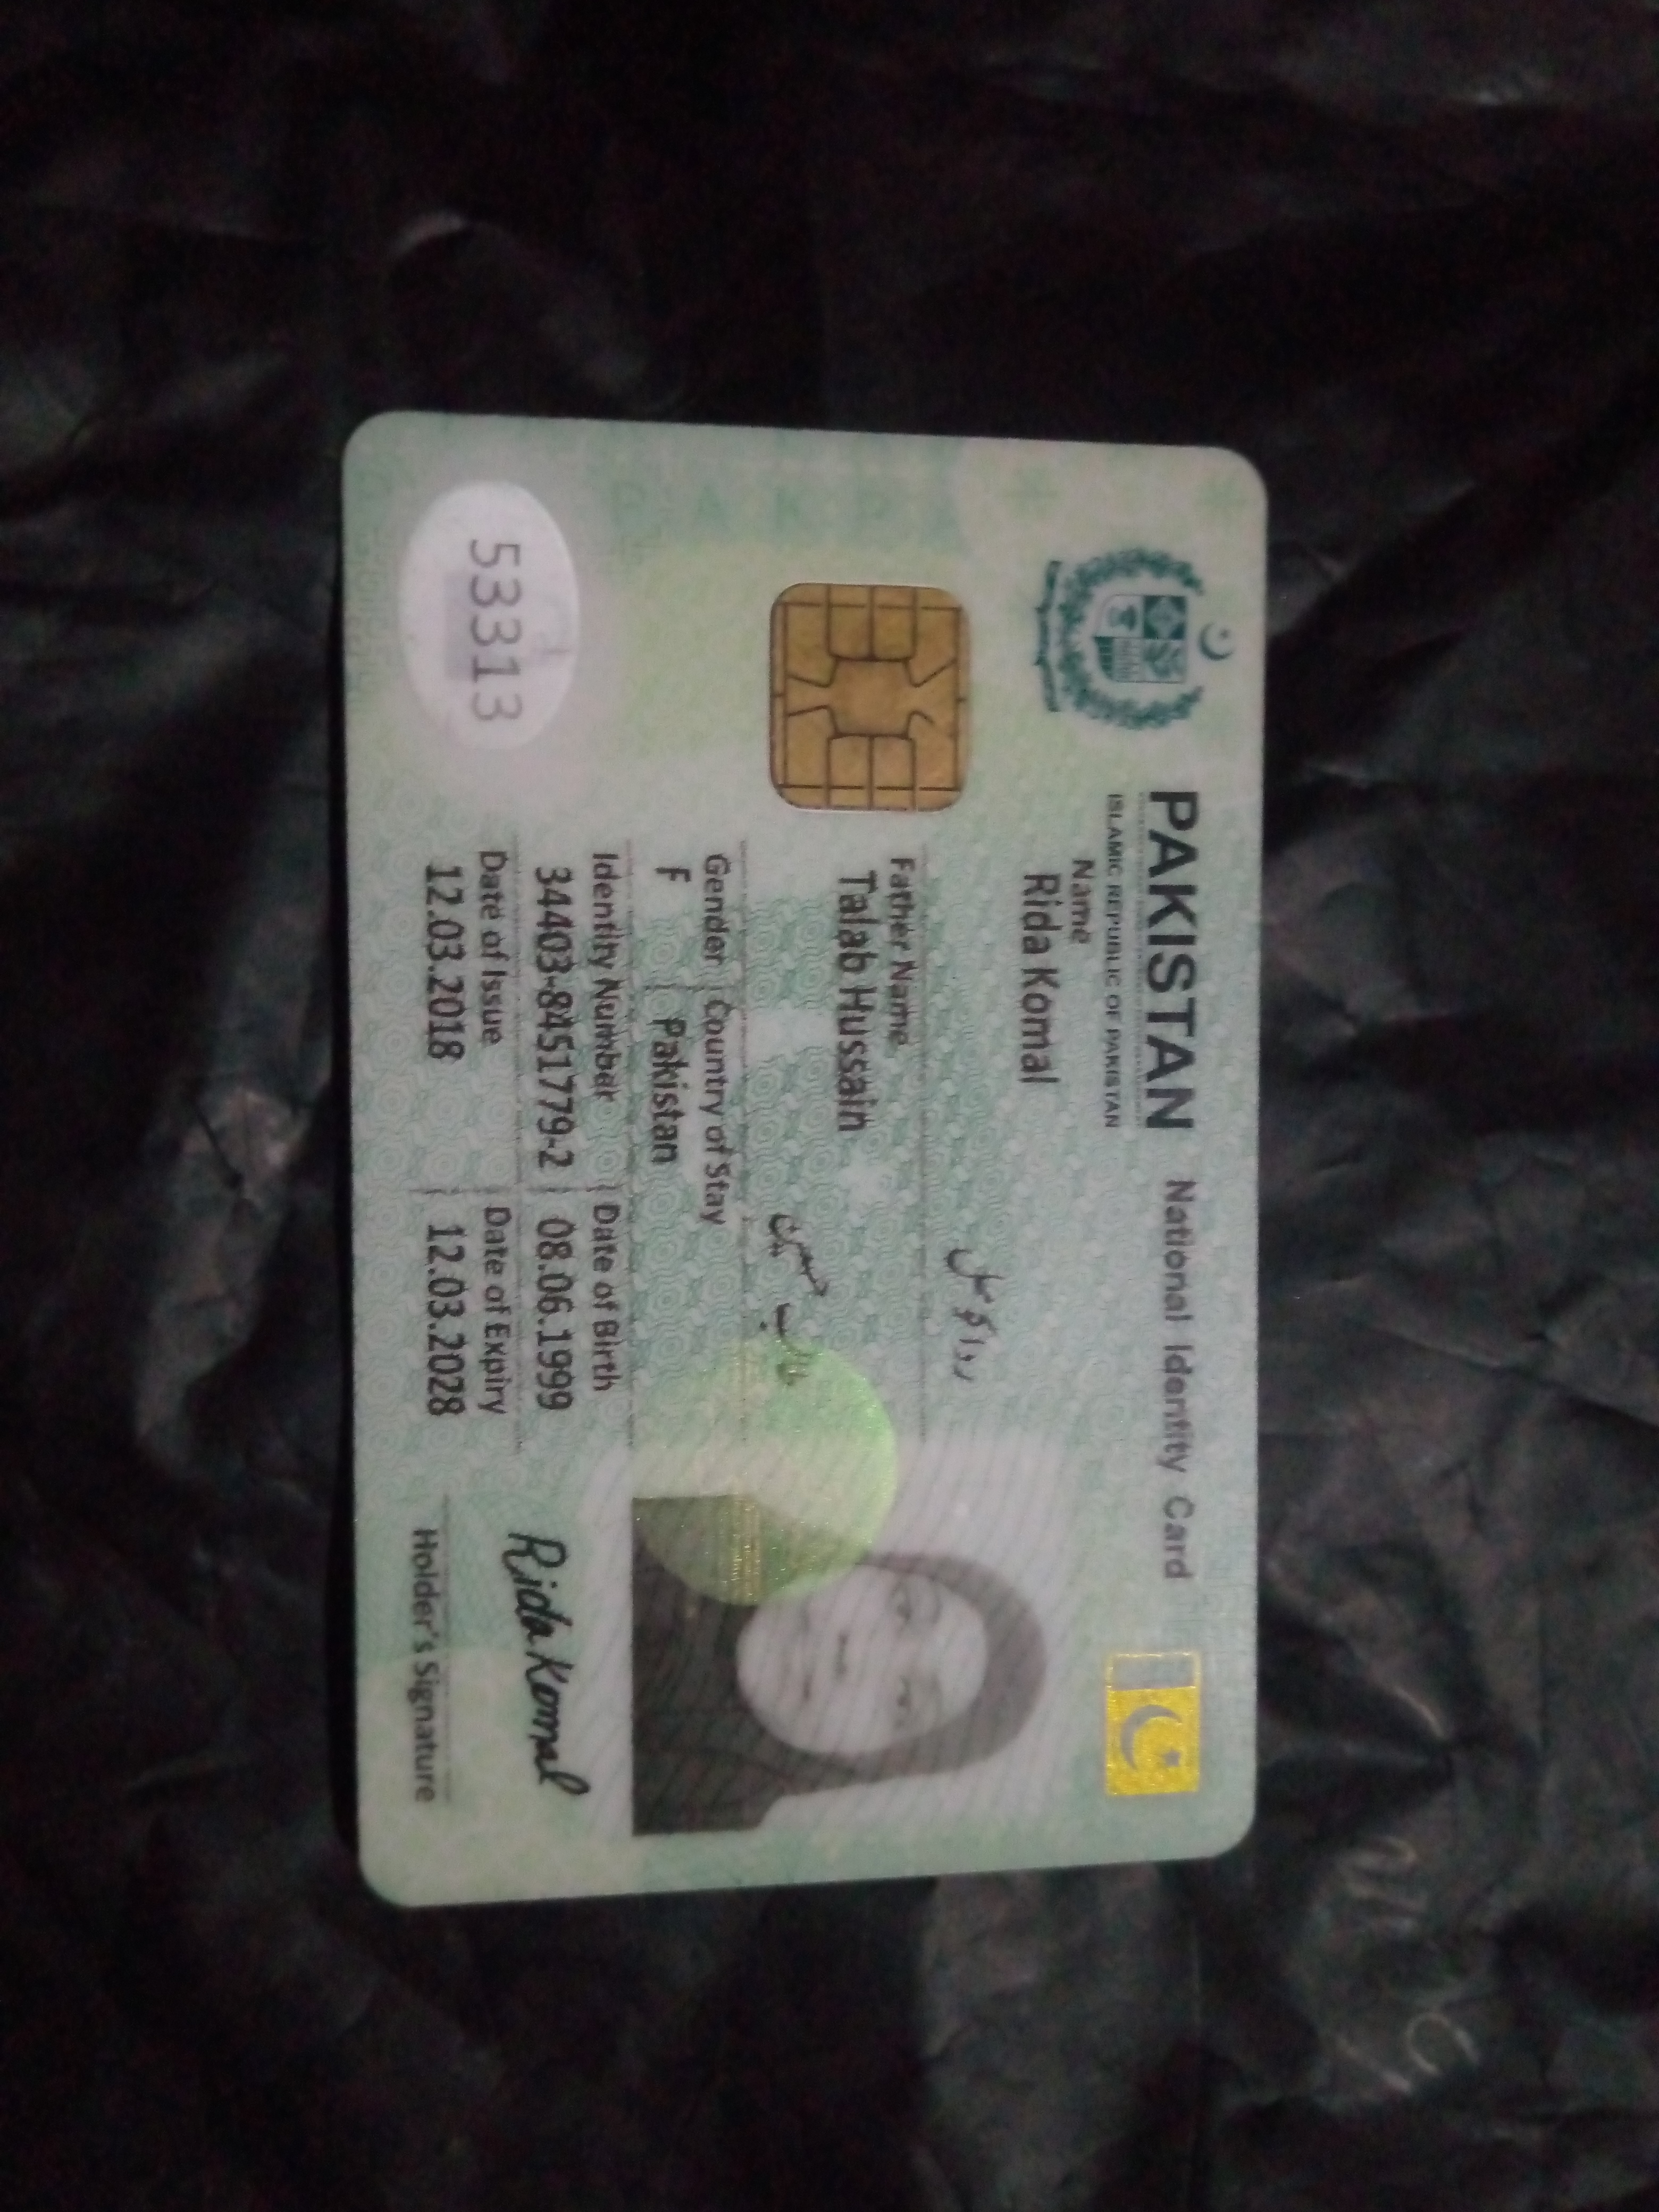 PAKISTAN National Identity Card
ISLAMIC REPUBLIC OF PAKISTAN
Name
Rida Komal
ردا کومل
Father Name
Talab Hussain
طالب حسین
Gender Country of Stay
F Pakistan
Identity Number Date of Birth
34403-8451779-2 08.06.1999
Date of Issue Date of Expiry
12.03.2018 12.03.2028
53313
Rida Komal
Holder's Signature
PAKPA